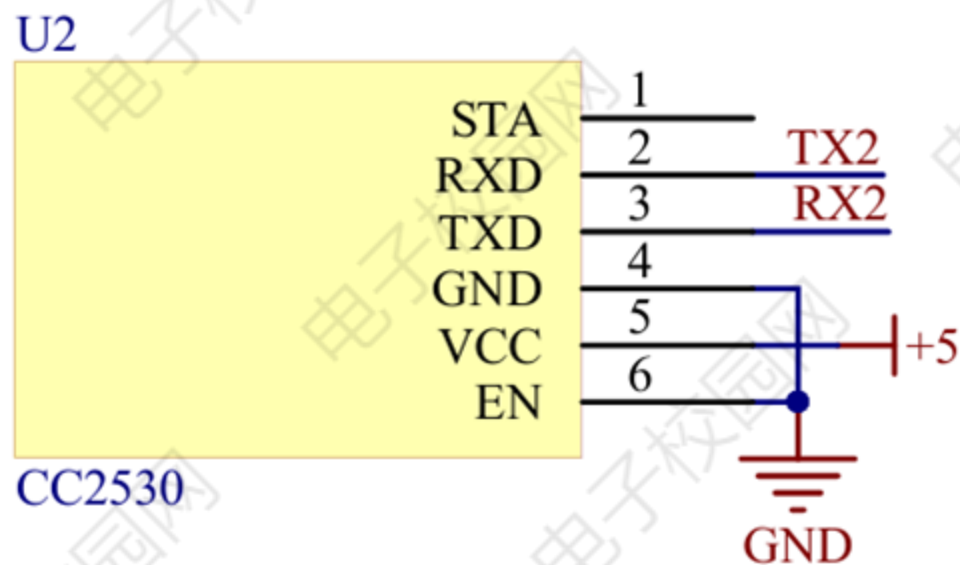 U2
STA 1
RXD 2 TX2
TXD 3 RX2
GND 4
VCC 5 +5
EN 6
CC2530
GND
电子校园网
电子校园网
电子校园网